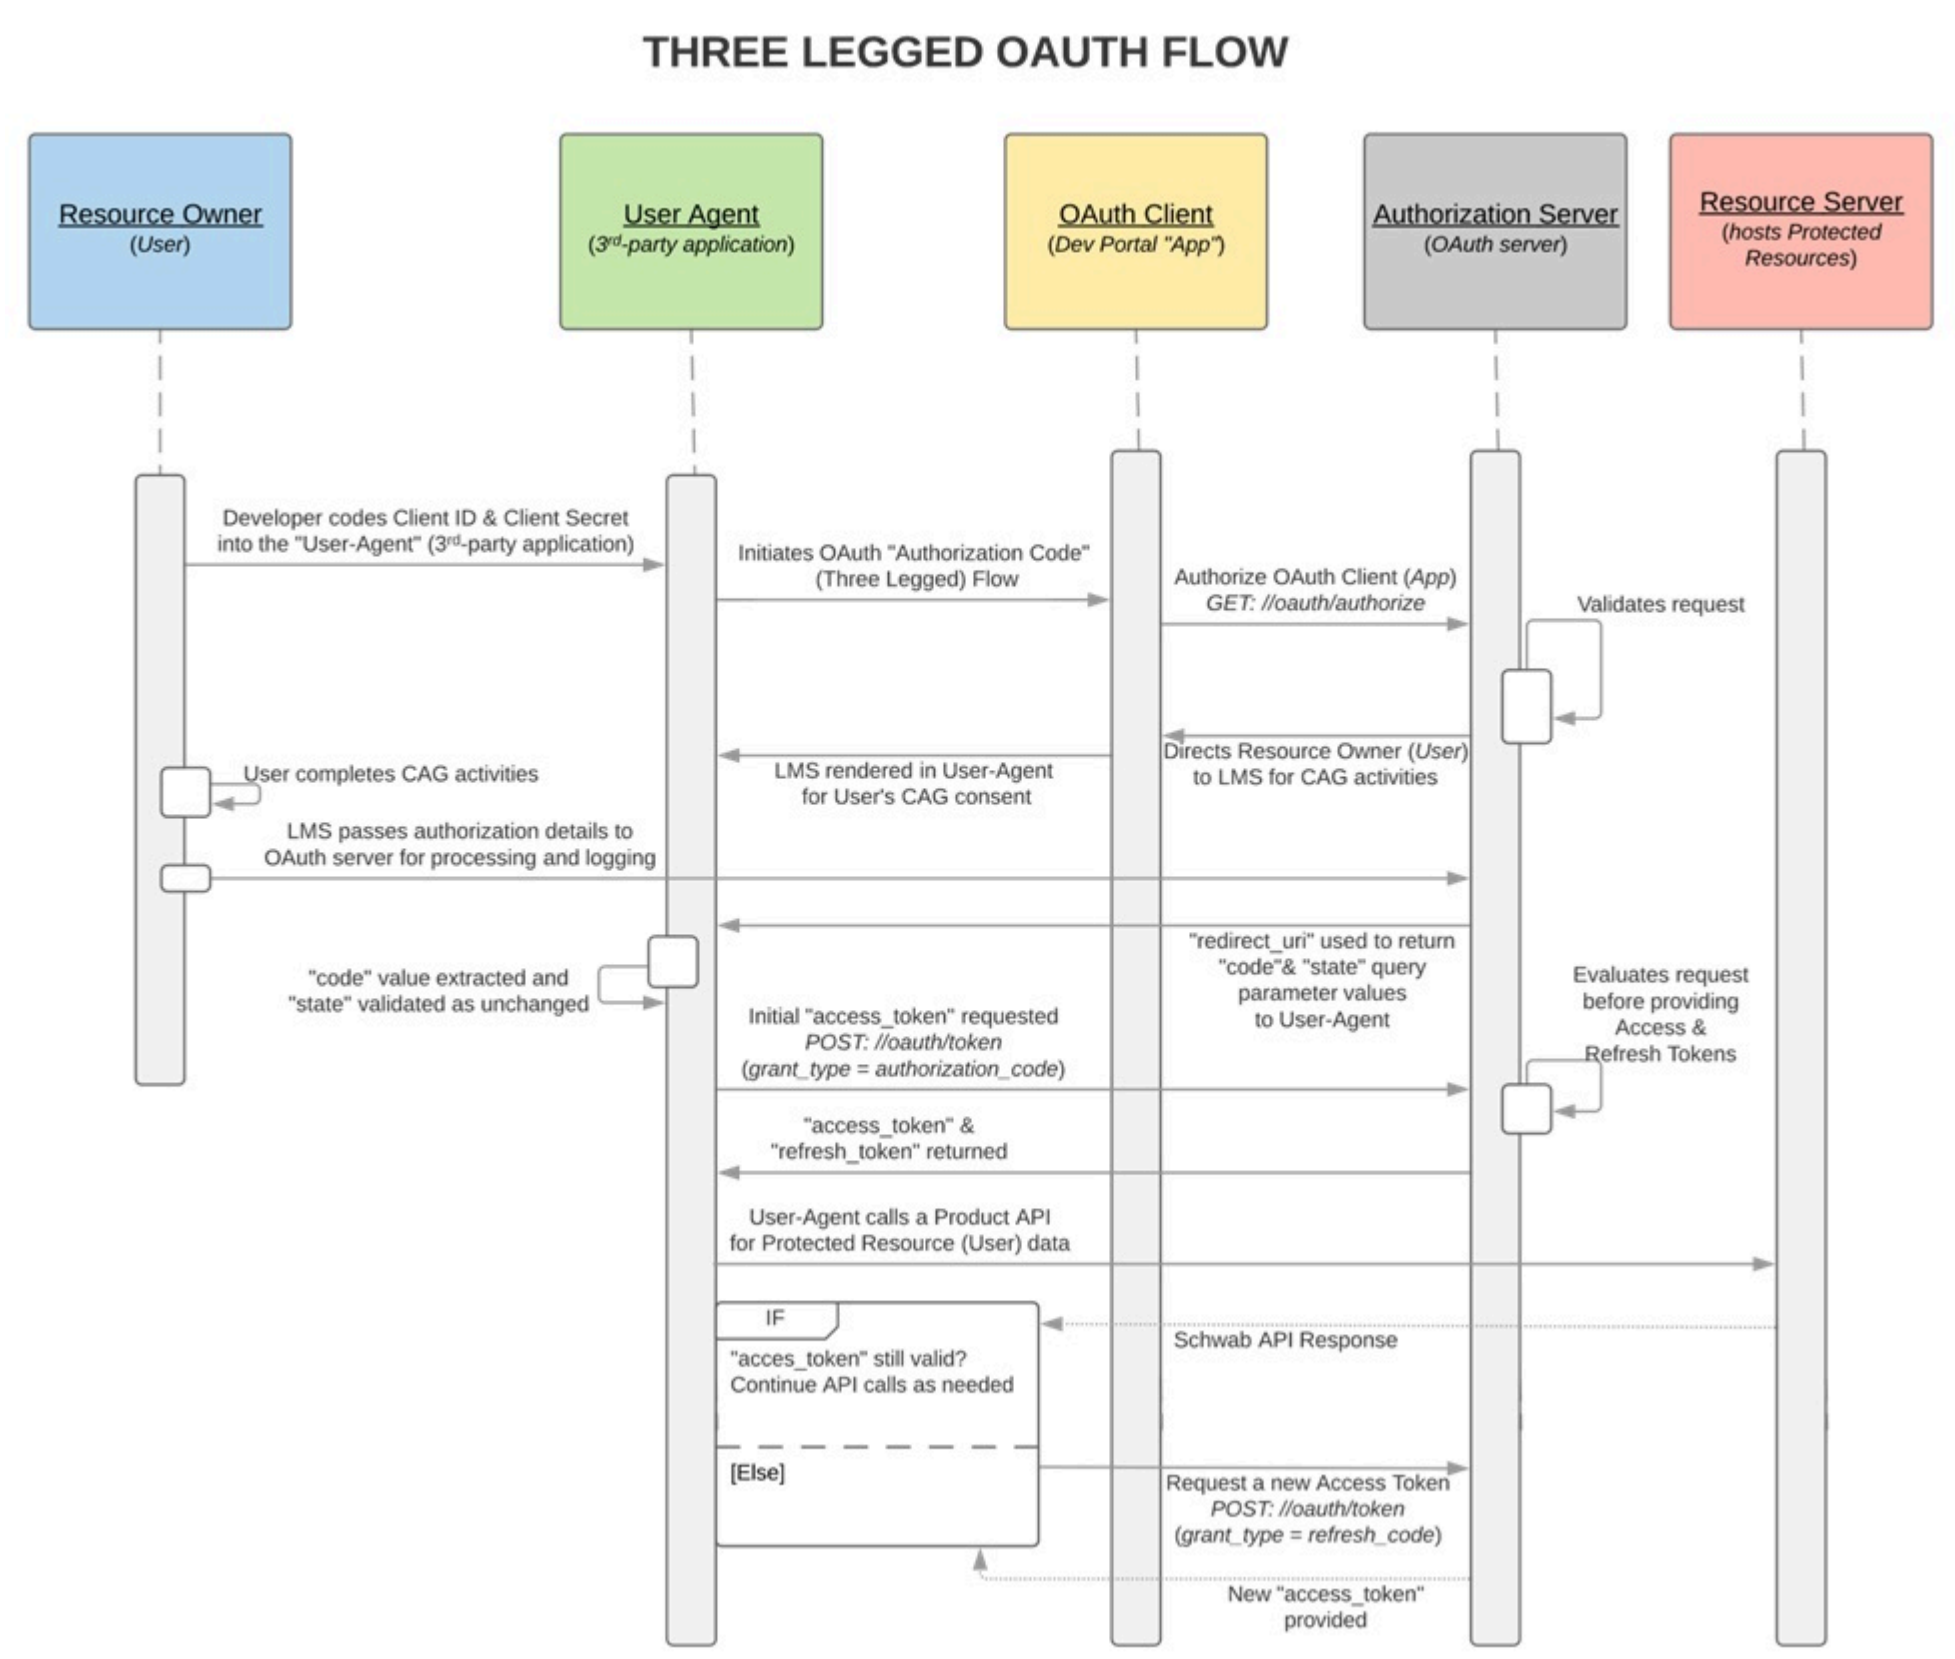 THREE LEGGED OAUTH FLOW
Resource Owner
(User)
User Agent
(3rd-party application)
OAuth Client
(Dev Portal "App")
Authorization Server
(OAuth server)
Resource Server
(hosts Protected
Resources)
Developer codes Client ID & Client Secret
into the "User-Agent" (3rd-party application)
Initiates OAuth "Authorization Code"
(Three Legged) Flow
Authorize OAuth Client (App)
GET: //oauth/authorize
Validates request
Directs Resource Owner (User)
to LMS for CAG activities
LMS rendered in User-Agent
for User's CAG consent
User completes CAG activities
LMS passes authorization details to
OAuth server for processing and logging
"redirect_uri" used to return
"code"& "state" query
parameter values
to User-Agent
"code" value extracted and
"state" validated as unchanged
Initial "access_token" requested
POST: //oauth/token
(grant_type = authorization_code)
Evaluates request
before providing
Access &
Refresh Tokens
"access_token" &
"refresh_token" returned
User-Agent calls a Product API
for Protected Resource (User) data
IF
Schwab API Response
"acces_token" still valid?
Continue API calls as needed
[Else]
Request a new Access Token
POST: //oauth/token
(grant_type = refresh_code)
New "access_token"
provided